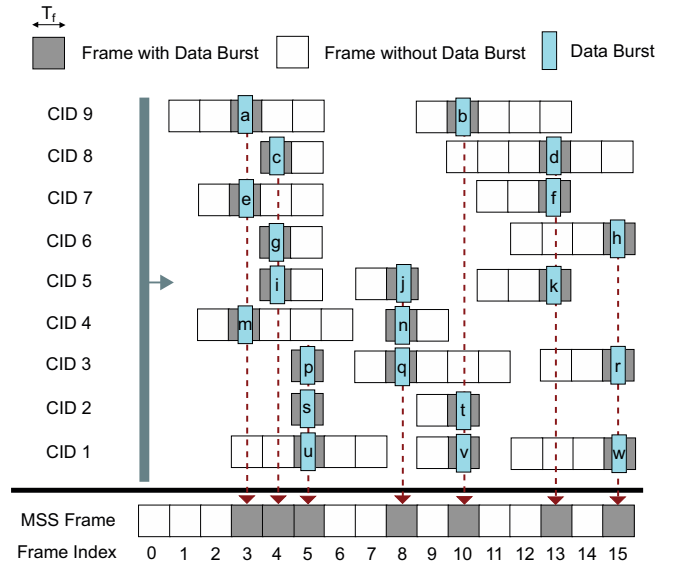 T_f
Frame with Data Burst Frame without Data Burst Data Burst
CID 9 a b
CID 8 c d
CID 7 e f
CID 6 g h
CID 5 i j k
CID 4 m n
CID 3 p q r
CID 2 s t
CID 1 u v w
MSS Frame
Frame Index 0 1 2 3 4 5 6 7 8 9 10 11 12 13 14 15